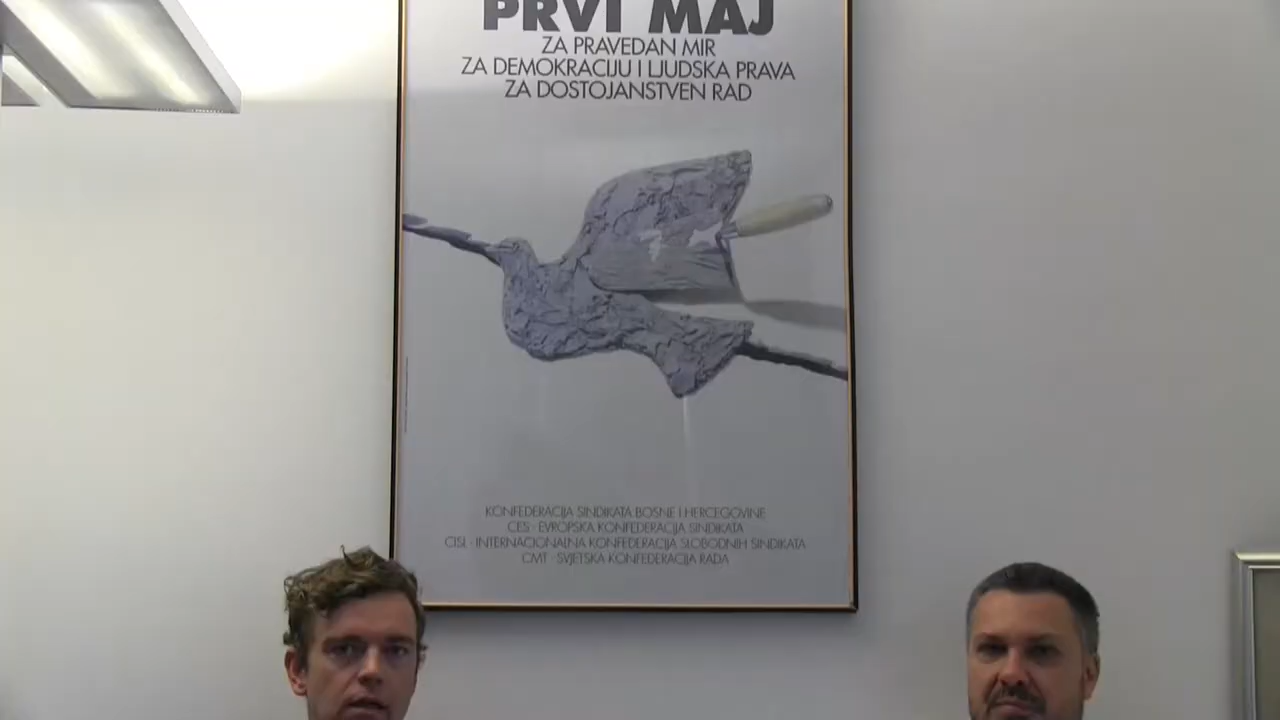 PRVI MAJ
ZA PRAVEDAN MIR
ZA DEMOKRACIJU I LJUDSKA PRAVA
ZA DOSTOJANSTVEN RAD
KONFEDERACIJA SINDIKATA BOSNE I HERCEGOVINE
CES · EVROPSKA KONFEDERACIJA SINDIKATA
CISL · INTERNACIONALNA KONFEDERACIJA SLOBODNIH SINDIKATA
CMT · SVJETSKA KONFEDERACIJA RADA